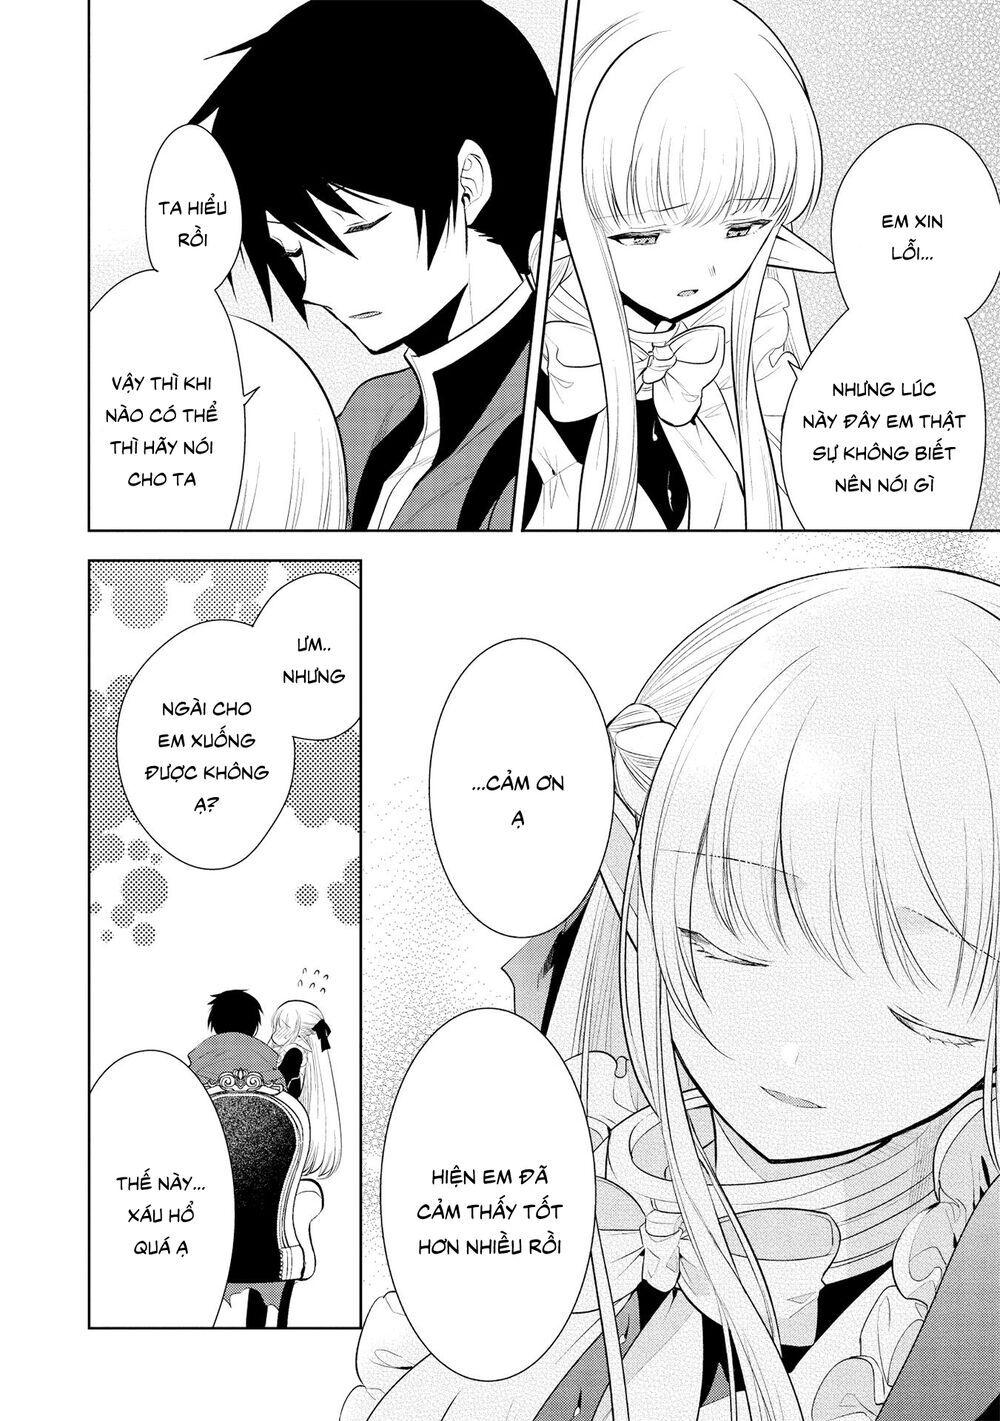 EM XIN
LỖI...
NHƯNG LÚC
NÀY ĐÂY EM THẬT
SỰ KHÔNG BIẾT
NÊN NÓI GÌ
TA HIỂU
RỒI
VẬY THÌ KHI
NÀO CÓ THỂ
THÌ HÃY NÓI
CHO TA
...CẢM ƠN
Ạ
HIỆN EM ĐÃ
CẢM THẤY TỐT
HƠN NHIỀU RỒI
ƯM..
NHƯNG
NGÀI CHO
EM XUỐNG
ĐƯỢC KHÔNG
Ạ?
THẾ NÀY...
XẤU HỔ
QUÁ Ạ